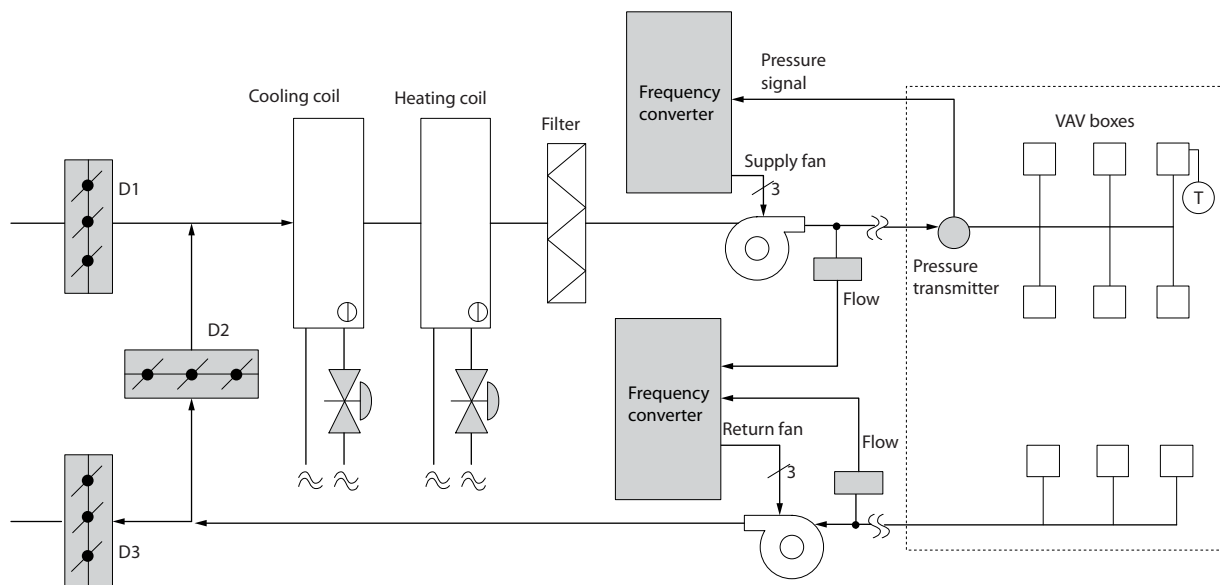 Pressure
signal
Frequency
converter
Cooling coil
Heating coil
Filter
VAV boxes
Supply fan
3
D1
T
Pressure
transmitter
Flow
D2
Frequency
converter
Return fan
Flow
3
D3